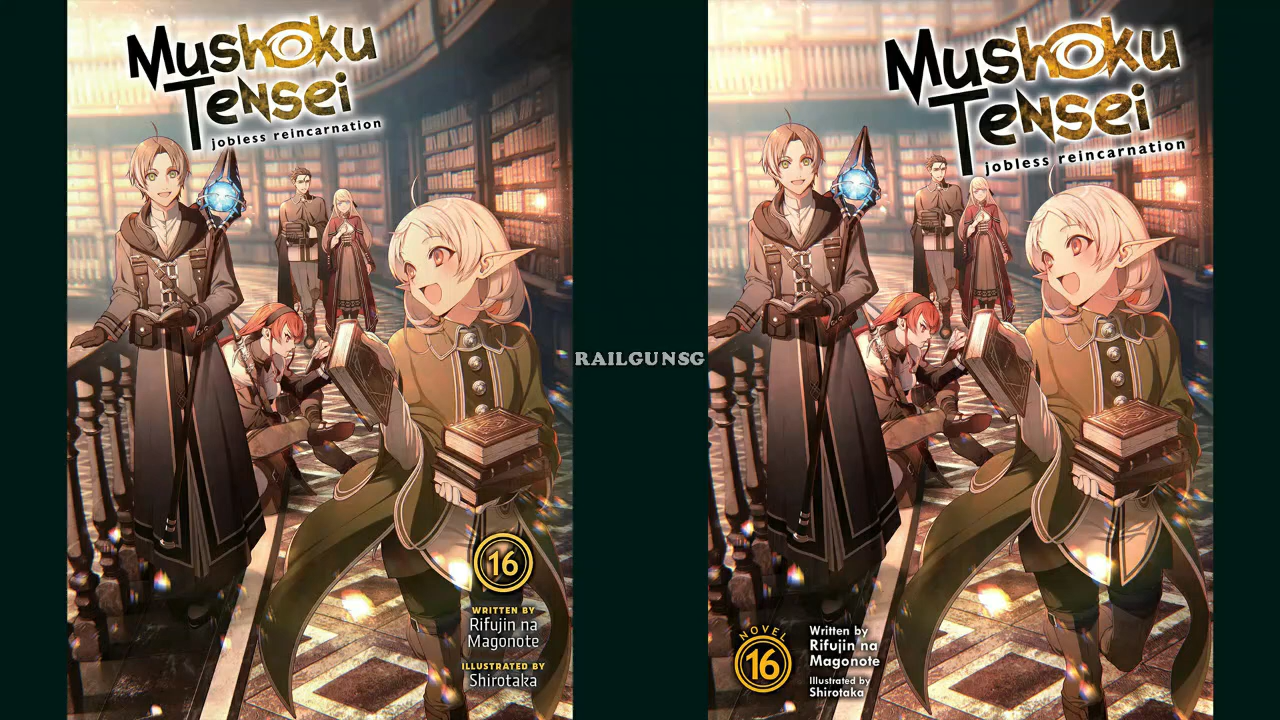 Mushoku
Tensei
jobless reincarnation
16
WRITTEN BY
Rifujin na
Magonote
ILLUSTRATED BY
Shirotaka
RAILGUNSG
Mushoku
Tensei
jobless reincarnation
NOVEL
16
Written by
Rifujin na
Magonote
Illustrated by
Shirotaka